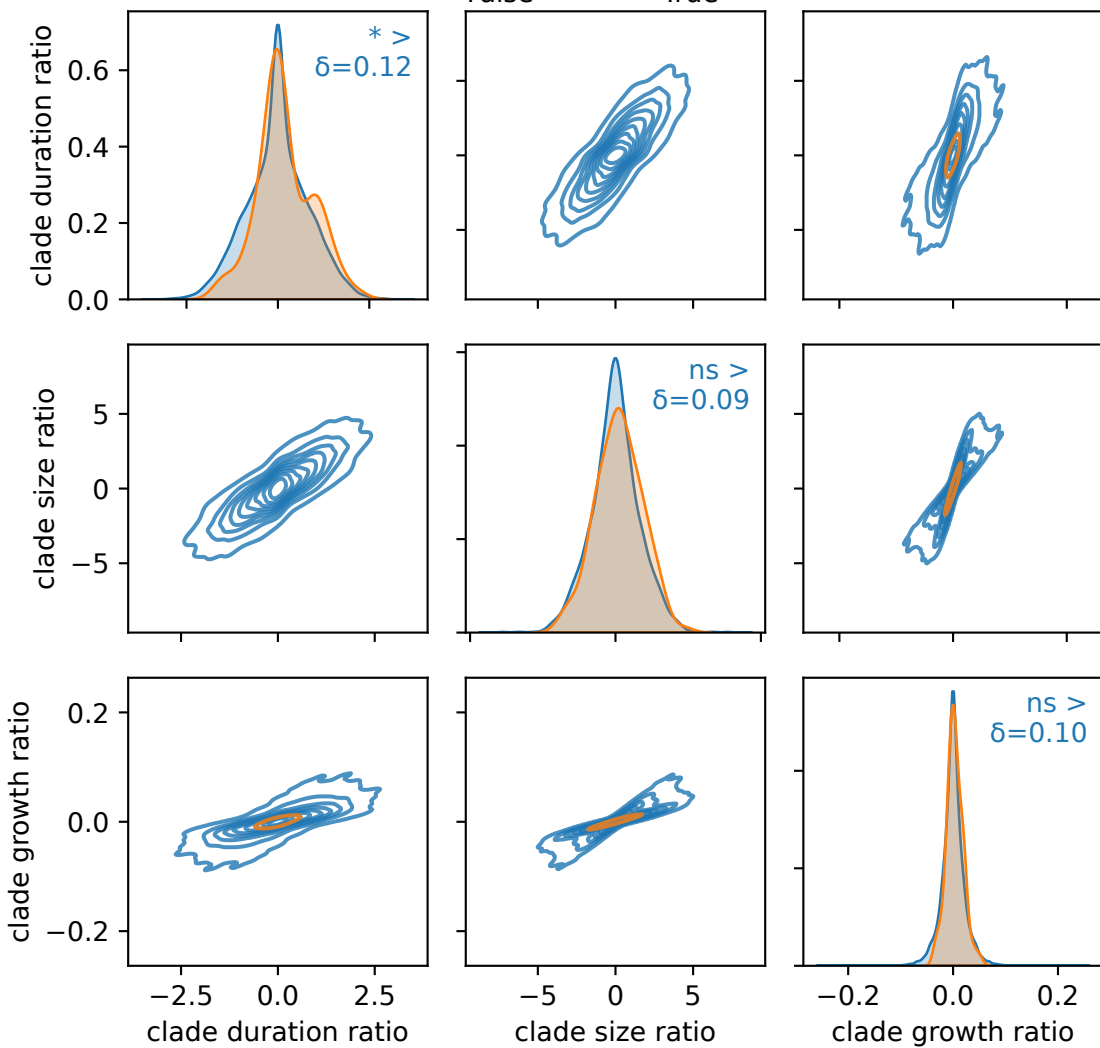 True
* >
δ=0.12
clade duration ratio
0.6
0.4
0.2
0.0
ns >
δ=0.09
clade size ratio
5
0
−5
ns >
δ=0.10
clade growth ratio
0.2
0.0
−0.2
−2.5 0.0 2.5
−5 0 5
−0.2 0.0 0.2
clade duration ratio
clade size ratio
clade growth ratio